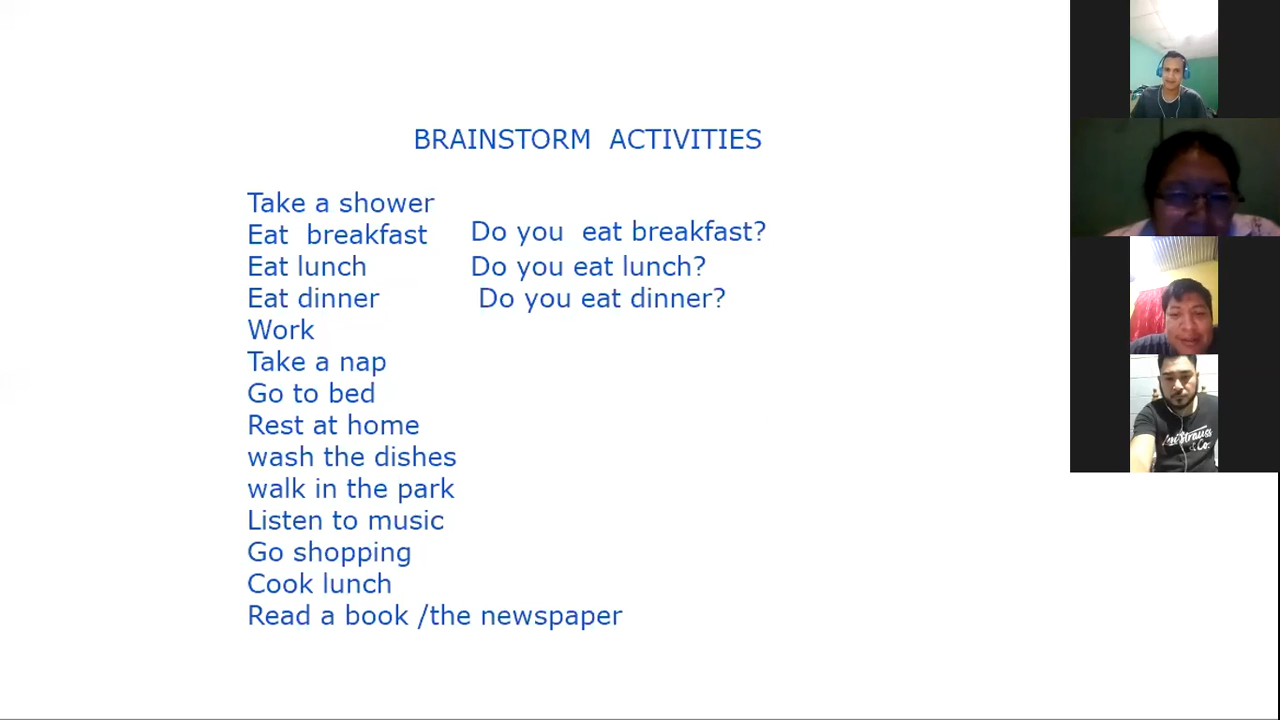 BRAINSTORM ACTIVITIES
Take a shower
Eat breakfast Do you eat breakfast?
Eat lunch Do you eat lunch?
Eat dinner Do you eat dinner?
Work
Take a nap
Go to bed
Rest at home
wash the dishes
walk in the park
Listen to music
Go shopping
Cook lunch
Read a book /the newspaper
Strauss
Co.